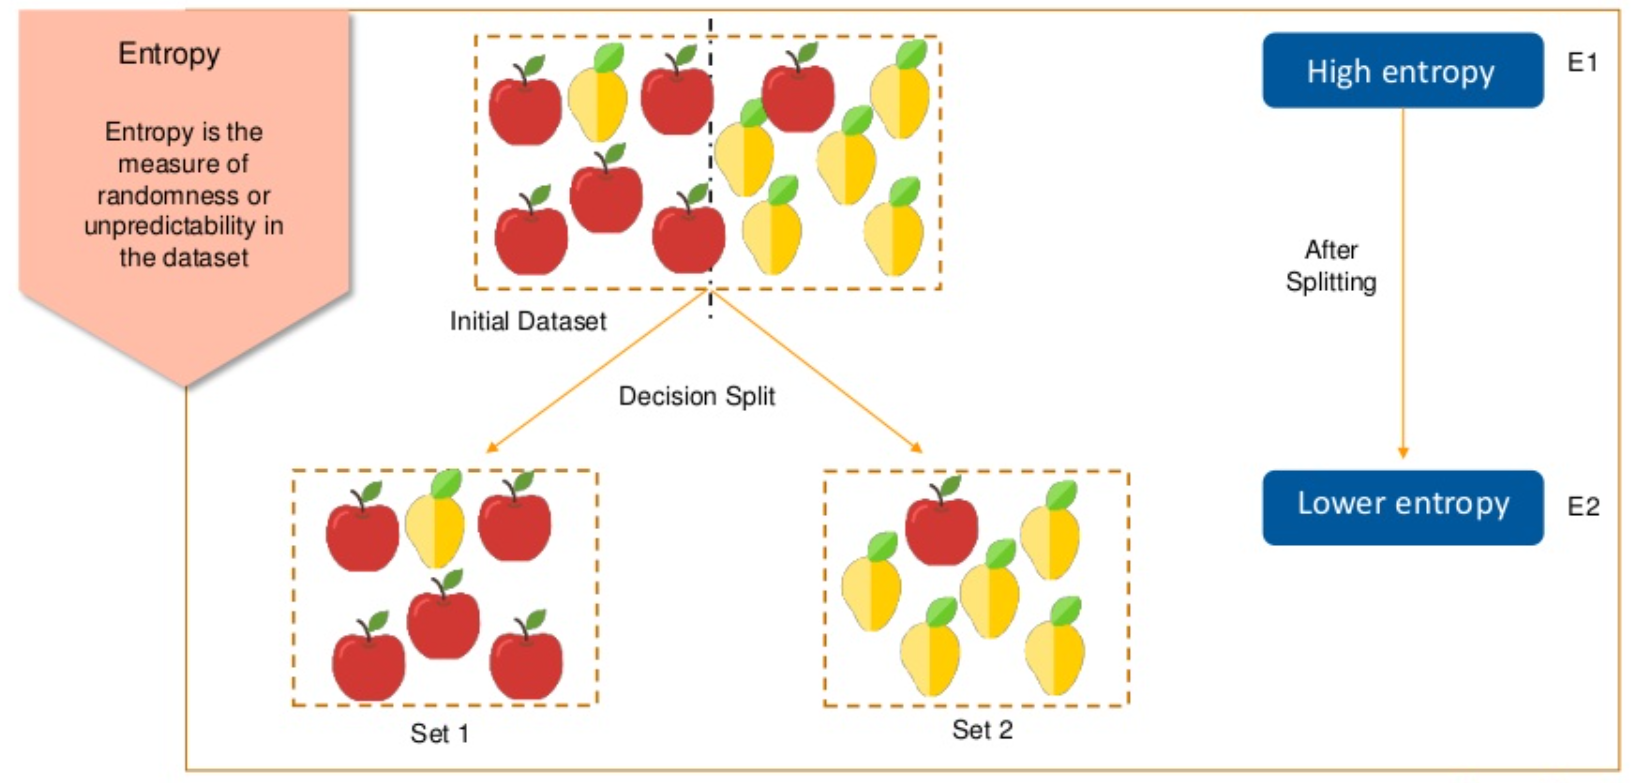 Entropy
Entropy is the
measure of
randomness or
unpredictability in
the dataset
Initial Dataset
Decision Split
Set 1
Set 2
High entropy
E1
After
Splitting
Lower entropy
E2